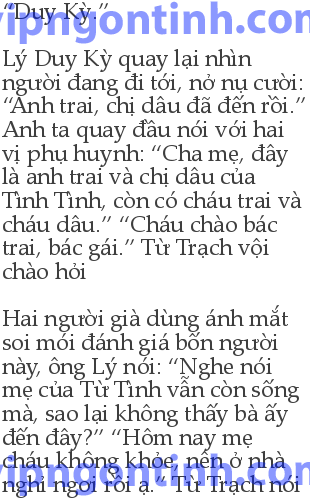 “Duy Kỳ.”
Lý Duy Kỳ quay lại nhìn
người đang đi tới, nở nụ cười:
“Anh trai, chị dâu đã đến rồi.”
Anh ta quay đầu nói với hai
vị phụ huynh: “Cha mẹ, đây
là anh trai và chị dâu của
Tình Tình, còn có cháu trai và
cháu dâu.” “Cháu chào bác
trai, bác gái.” Từ Trạch vội
chào hỏi
Hai người già dùng ánh mắt
soi mói đánh giá bốn người
này, ông Lý nói: “Nghe nói
mẹ của Từ Tình vẫn còn sống
mà, sao lại không thấy bà ấy
đến đây?” “Hôm nay mẹ
cháu không khỏe, nên ở nhà
nghỉ ngơi rồi ạ.” Từ Trạch nói
vipngontinh.com
vipngontinh.com